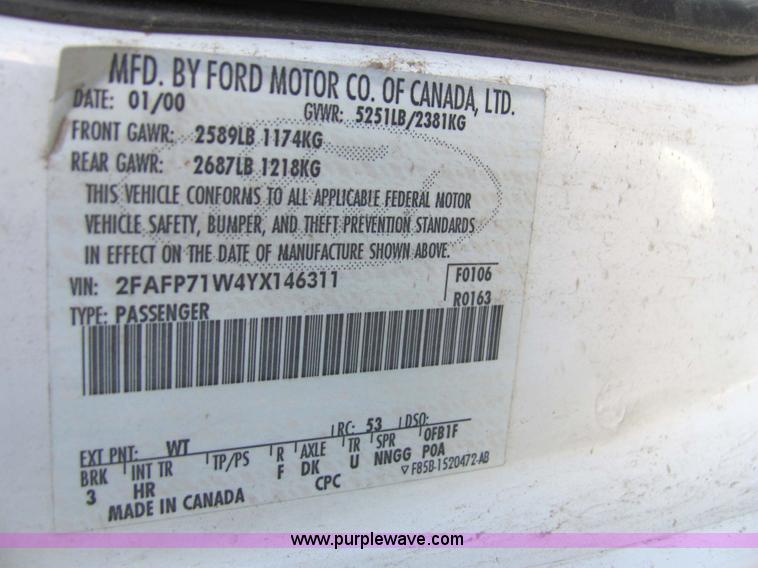 MFD. BY FORD MOTOR CO. OF CANADA, LTD.
DATE: 01/00 GVWR: 5251LB/2381KG
FRONT GAWR: 2589LB 1174KG
REAR GAWR: 2687LB 1218KG
THIS VEHICLE CONFORMS TO ALL APPLICABLE FEDERAL MOTOR
VEHICLE SAFETY, BUMPER, AND THEFT PREVENTION STANDARDS
IN EFFECT ON THE DATE OF MANUFACTURE SHOWN ABOVE.
VIN: 2FAFP71W4YX146311 F0106
TYPE: PASSENGER R0163
EXT PNT: WT RC: 53 DSO: 0FB1F
BRK INT TR TP/PS R AXLE TR SPR POA
3 HR F DK U NNGG ▽ F85B-1520472-AB
MADE IN CANADA CPC
www.purplewave.com